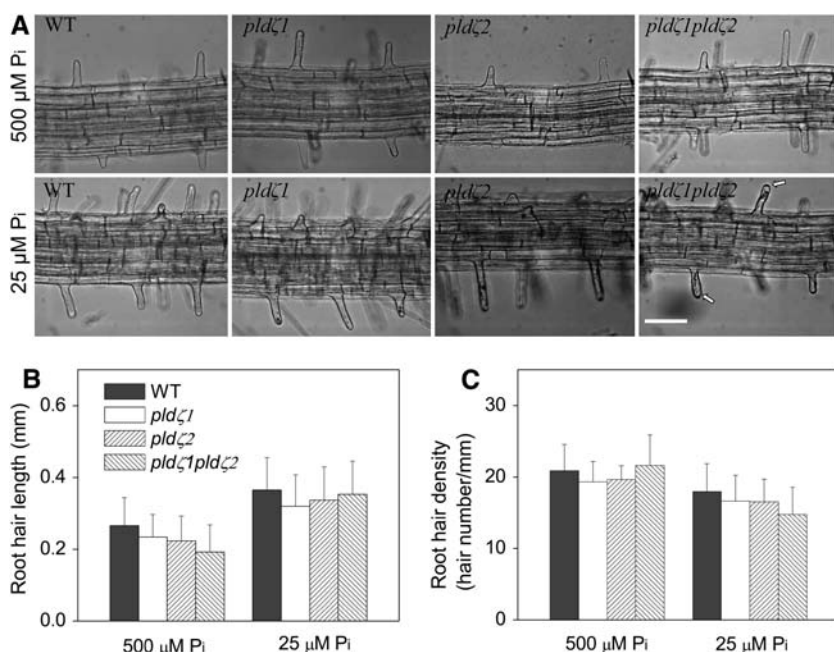 A
WT
pldζ1
pldζ2
pldζ1pldζ2
500 μM Pi
WT
pldζ1
pldζ2
pldζ1pldζ2
25 μM Pi
B
Root hair length (mm)
0.6
0.4
0.2
0.0
WT
pldζ1
pldζ2
pldζ1pldζ2
500 μM Pi
25 μM Pi
C
Root hair density
(hair number/mm)
30
20
10
0
500 μM Pi
25 μM Pi